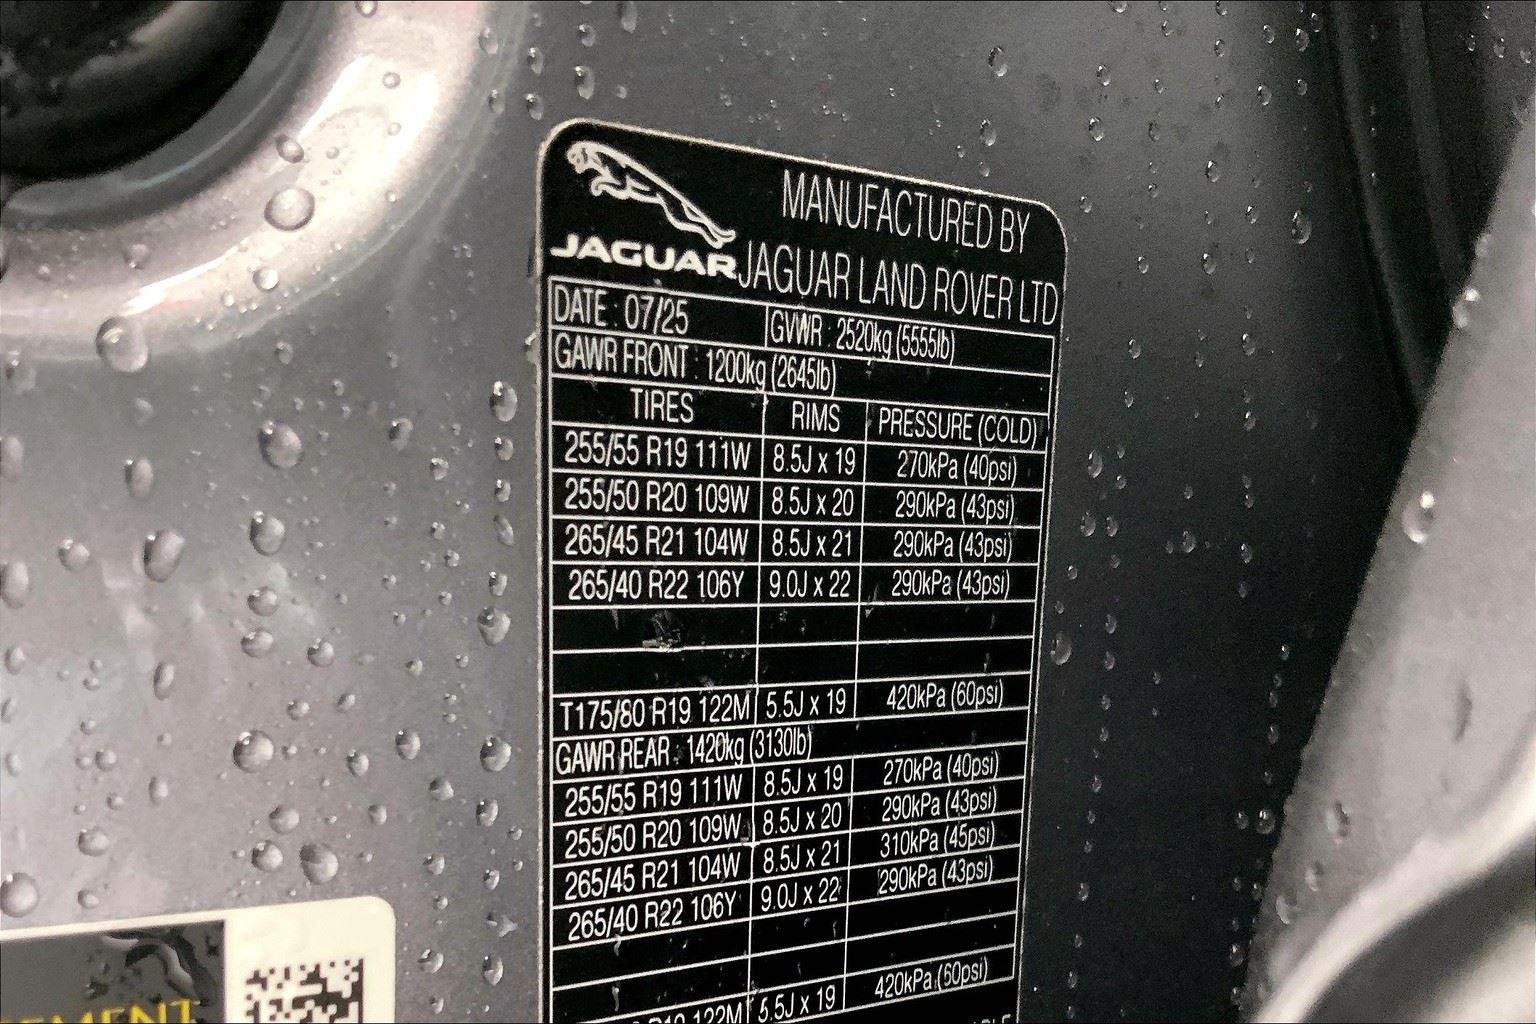 JAGUAR
MANUFACTURED BY
JAGUAR LAND ROVER LTD
DATE : 07/25 GVWR : 2520kg (5555lb)
GAWR FRONT : 1200kg (2645lb)
TIRES RIMS PRESSURE (COLD)
255/55 R19 111W 8.5J x 19 270kPa (40psi)
255/50 R20 109W 8.5J x 20 290kPa (43psi)
265/45 R21 104W 8.5J x 21 290kPa (43psi)
265/40 R22 106Y 9.0J x 22 290kPa (43psi)
T175/80 R19 122M 5.5J x 19 420kPa (60psi)
GAWR REAR : 1420kg (3130lb)
255/55 R19 111W 8.5J x 19 270kPa (40psi)
255/50 R20 109W 8.5J x 20 290kPa (43psi)
265/45 R21 104W 8.5J x 21 310kPa (45psi)
265/40 R22 106Y 9.0J x 22 290kPa (43psi)
R19 122M 5.5J x 19 420kPa (60psi)